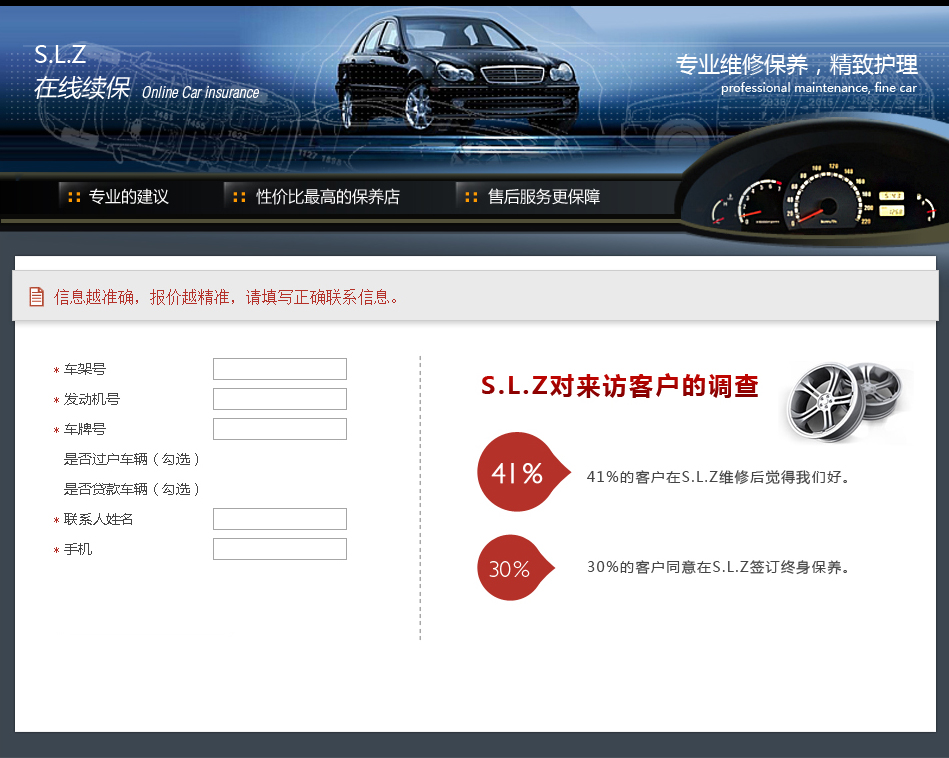 S.L.Z
在线续保 Online Car insurance
专业维修保养，精致护理
professional maintenance, fine car
专业的建议
性价比最高的保养店
售后服务更保障
信息越准确，报价越精准，请填写正确联系信息。
* 车架号
* 发动机号
* 车牌号
是否过户车辆（勾选）
是否贷款车辆（勾选）
* 联系人姓名
* 手机
S.L.Z对来访客户的调查
41%
41%的客户在S.L.Z维修后觉得我们好。
30%
30%的客户同意在S.L.Z签订终身保养。